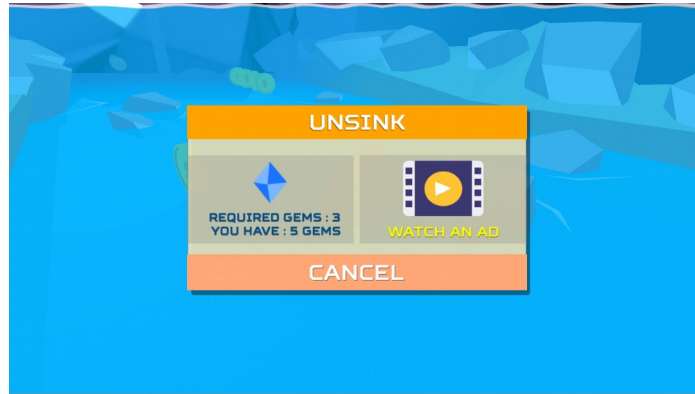 UNSINK
REQUIRED GEMS : 3
YOU HAVE : 5 GEMS
WATCH AN AD
CANCEL